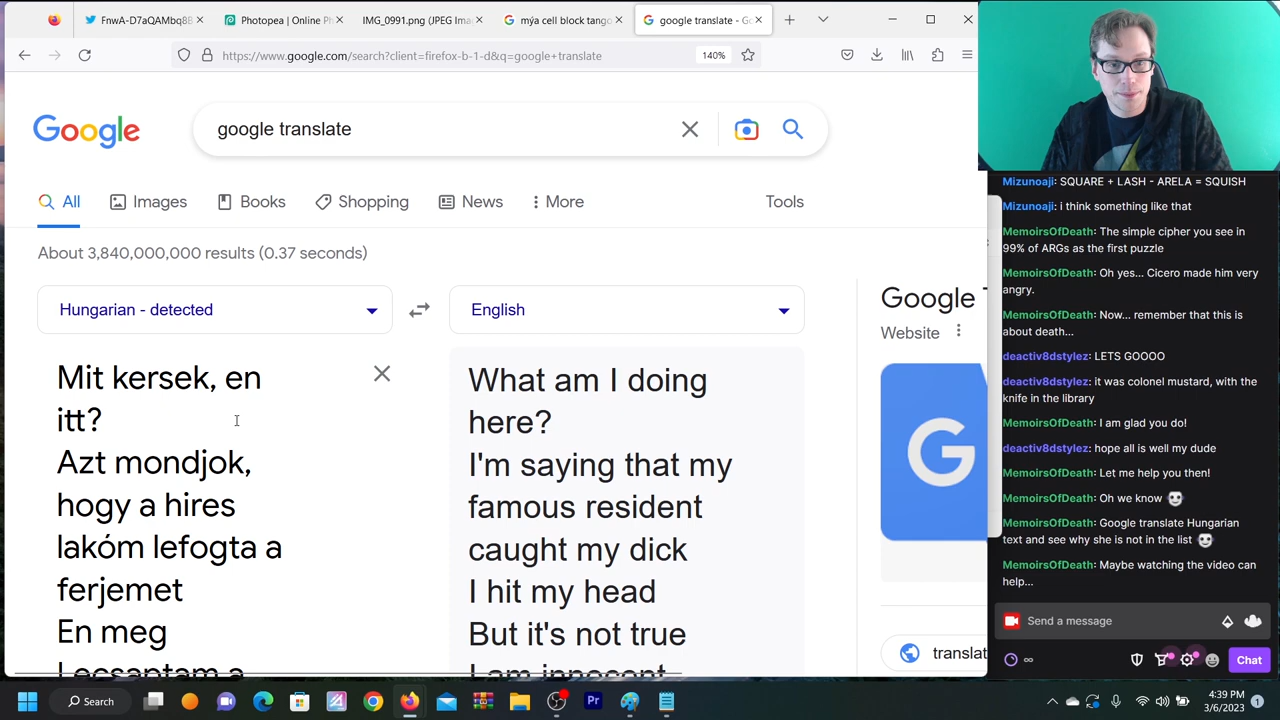 FnwA-D7aQAMbq8B
Photopea | Online Ph
IMG_0991.png (JPEG Ima
mýa cell block tango
google translate - Go
https://www.google.com/search?client=firefox-b-1-d&q=google+translate
140%
Google
google translate
All
Images
Books
Shopping
News
More
Tools
About 3,840,000,000 results (0.37 seconds)
Hungarian - detected
English
Mit kersek, en
itt?
Azt mondjok,
hogy a hires
lakóm lefogta a
ferjemet
En meg
Lecsaptam a
What am I doing
here?
I'm saying that my
famous resident
caught my dick
I hit my head
But it's not true
I am innocent
Google
Website
translat
Mizunoaji: SQUARE + LASH - ARELA = SQUISH
Mizunoaji: i think something like that
MemoirsOfDeath: The simple cipher you see in
99% of ARGs as the first puzzle
MemoirsOfDeath: Oh yes... Cicero made him very
angry.
MemoirsOfDeath: Now... remember that this is
about death...
deactiv8dstylez: LETS GOOOO
deactiv8dstylez: it was colonel mustard, with the
knife in the library
MemoirsOfDeath: I am glad you do!
deactiv8dstylez: hope all is well my dude
MemoirsOfDeath: Let me help you then!
MemoirsOfDeath: Oh we know
MemoirsOfDeath: Google translate Hungarian
text and see why she is not in the list
MemoirsOfDeath: Maybe watching the video can
help...
Send a message
Chat
Search
Pr
4:39 PM
3/6/2023
1